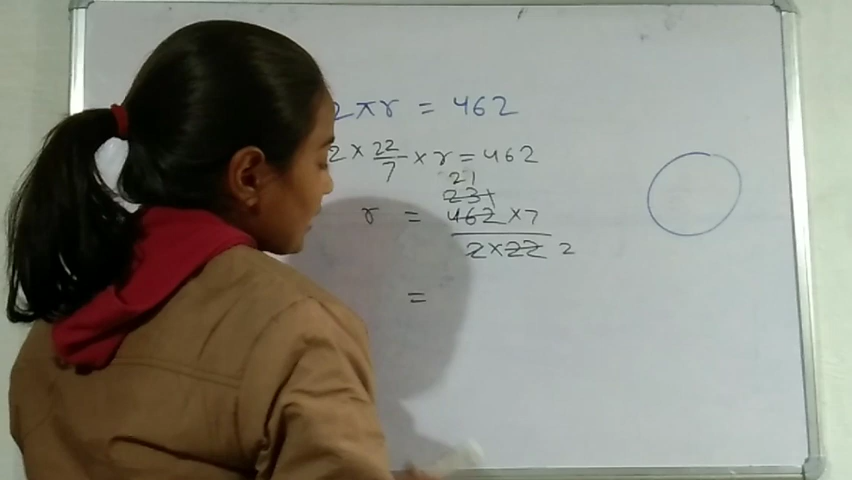 2πr = 462
2 × 22/7 × r = 462
21
231
r = 462 × 7
2 × 22 2
=